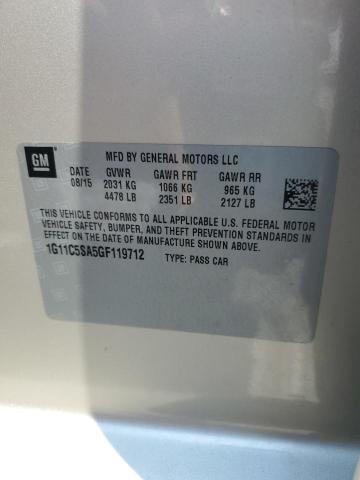 GM
MFD BY GENERAL MOTORS LLC
DATE GVWR GAWR FRT GAWR RR
08/15 2031 KG 1066 KG 965 KG
4478 LB 2351 LB 2127 LB
THIS VEHICLE CONFORMS TO ALL APPLICABLE U.S. FEDERAL MOTOR
VEHICLE SAFETY, BUMPER, AND THEFT PREVENTION STANDARDS IN
EFFECT ON THE DATE OF MANUFACTURE SHOWN ABOVE.
1G11C5SA5GF119712 TYPE: PASS CAR